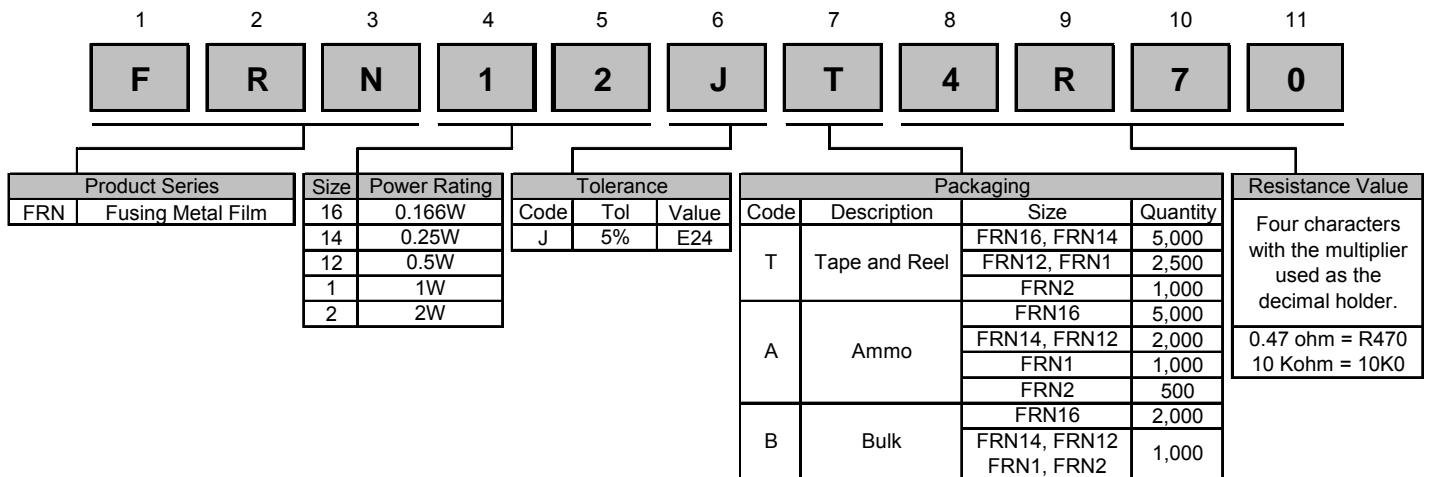 1 2 3 4 5 6 7 8 9 10 11
F R N 1 2 J T 4 R 7 0
Product Series
FRN Fusing Metal Film
Size Power Rating
16 0.166W
14 0.25W
12 0.5W
1 1W
2 2W
Tolerance
Code Tol Value
J 5% E24
Packaging
Code Description Size Quantity
T Tape and Reel FRN16, FRN14 5,000
FRN12, FRN1 2,500
FRN2 1,000
A Ammo FRN16 5,000
FRN14, FRN12 2,000
FRN1 1,000
FRN2 500
B Bulk FRN16 2,000
FRN14, FRN12
FRN1, FRN2 1,000
Resistance Value
Four characters
with the multiplier
used as the
decimal holder.
0.47 ohm = R470
10 Kohm = 10K0